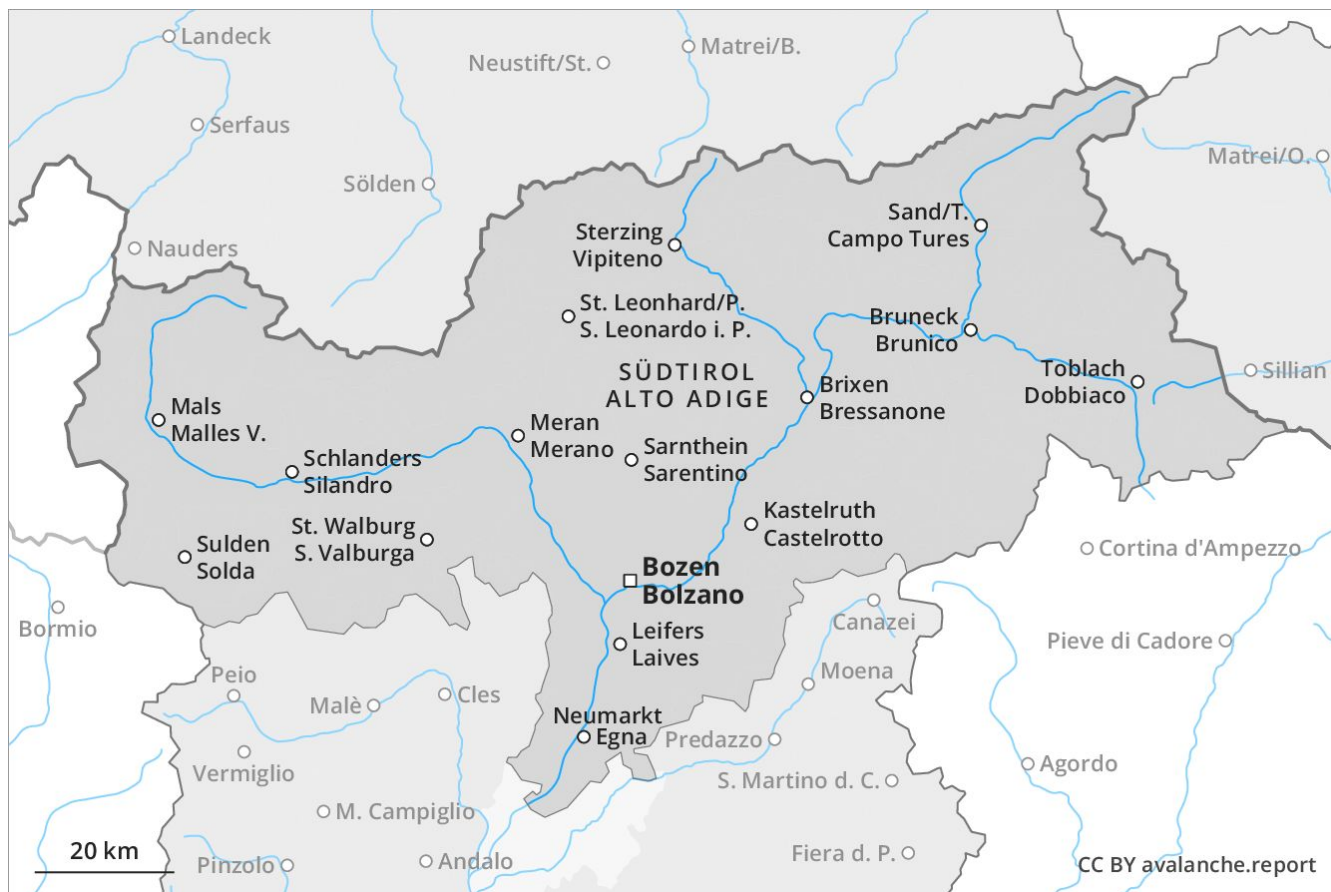 Landeck
Neustift/St.
Matrei/B.
Serfaus
Matrei/O.
Sölden
Nauders
Sand/T.
Campo Tures
Sterzing
Vipiteno
St. Leonhard/P.
S. Leonardo i. P.
Bruneck
Brunico
SÜDTIROL
ALTO ADIGE
Toblach
Dobbiaco
Sillian
Brixen
Bressanone
Mals
Malles V.
Meran
Merano
Sarnthein
Sarentino
Schlanders
Silandro
St. Walburg
S. Valburga
Kastelruth
Castelrotto
Sulden
Solda
Cortina d'Ampezzo
Bozen
Bolzano
Bormio
Canazei
Leifers
Laives
Pieve di Cadore
Peio
Moena
Malè
Cles
Neumarkt
Egna
Predazzo
Vermiglio
Agordo
S. Martino d. C.
M. Campiglio
20 km
Pinzolo
Andalo
Fiera d. P.
CC BY avalanche.report